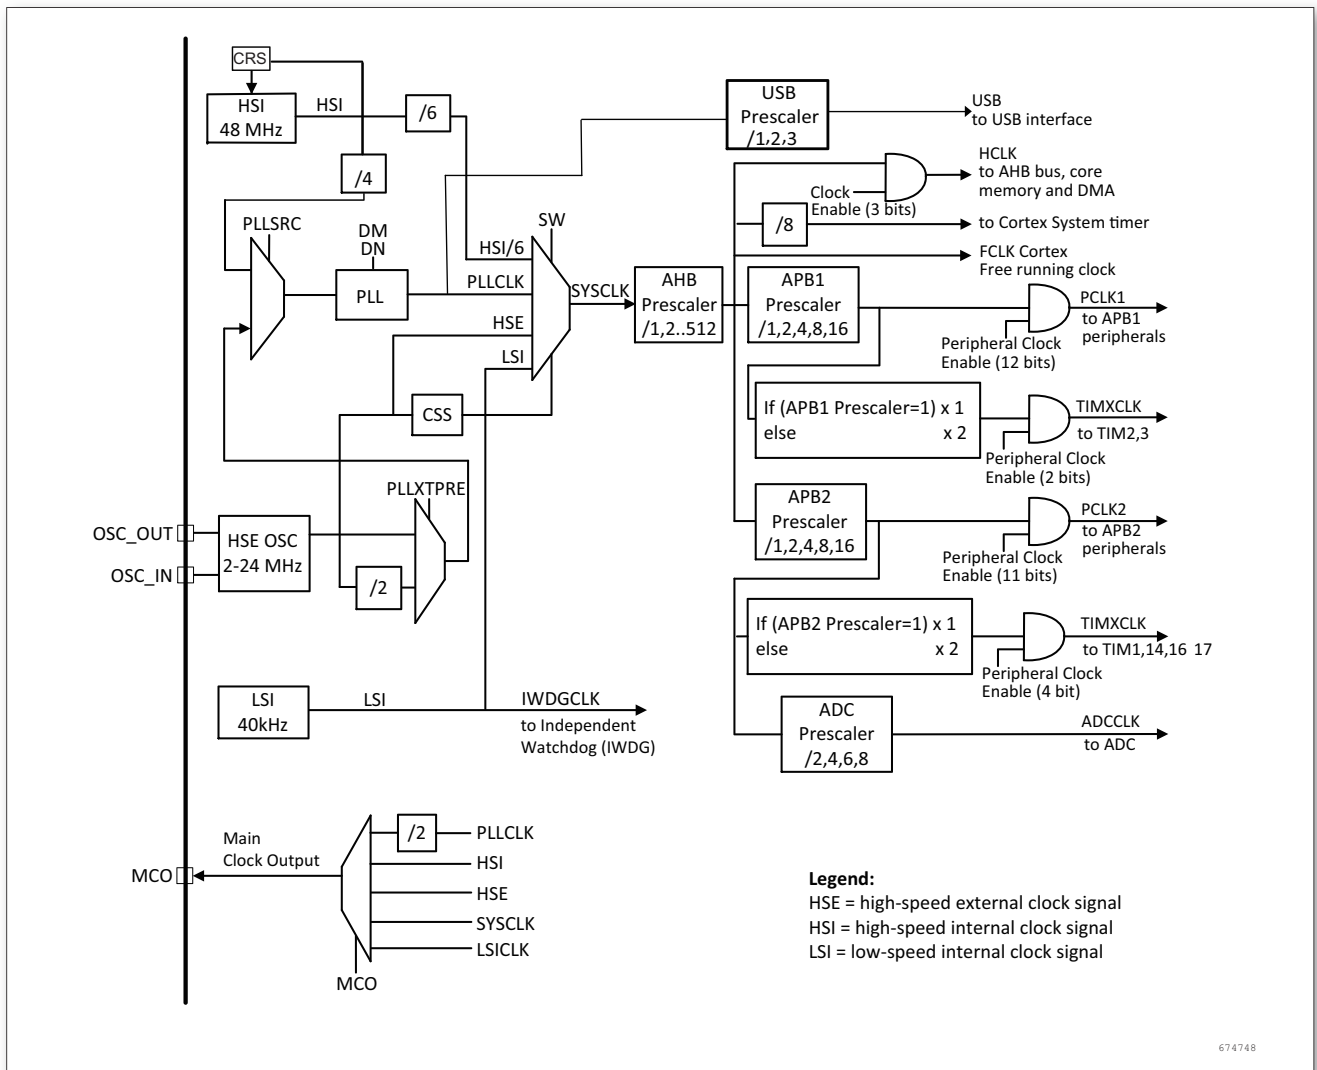 CRS
HSI
48 MHz
HSI
/6
/4
USB
Prescaler
/1,2,3
USB
to USB interface
HCLK
to AHB bus, core
memory and DMA
Clock
Enable (3 bits)
/8
to Cortex System timer
FCLK Cortex
Free running clock
PLLSRC
DM
DN
PLL
SW
HSI/6
PLLCLK
HSE
LSI
SYSCLK
AHB
Prescaler
/1,2..512
APB1
Prescaler
/1,2,4,8,16
PCLK1
to APB1
peripherals
Peripheral Clock
Enable (12 bits)
CSS
If (APB1 Prescaler=1) x 1
else x 2
TIMXCLK
to TIM2,3
Peripheral Clock
Enable (2 bits)
PLLXTPRE
OSC_OUT
OSC_IN
HSE OSC
2-24 MHz
/2
APB2
Prescaler
/1,2,4,8,16
PCLK2
to APB2
peripherals
Peripheral Clock
Enable (11 bits)
If (APB2 Prescaler=1) x 1
else x 2
TIMXCLK
to TIM1,14,16 17
Peripheral Clock
Enable (4 bit)
LSI
40kHz
LSI
IWDGCLK
to Independent
Watchdog (IWDG)
ADC
Prescaler
/2,4,6,8
ADCCLK
to ADC
Main
Clock Output
MCO
/2
PLLCLK
HSI
HSE
SYSCLK
LSICLK
MCO
Legend:
HSE = high-speed external clock signal
HSI = high-speed internal clock signal
LSI = low-speed internal clock signal
674748